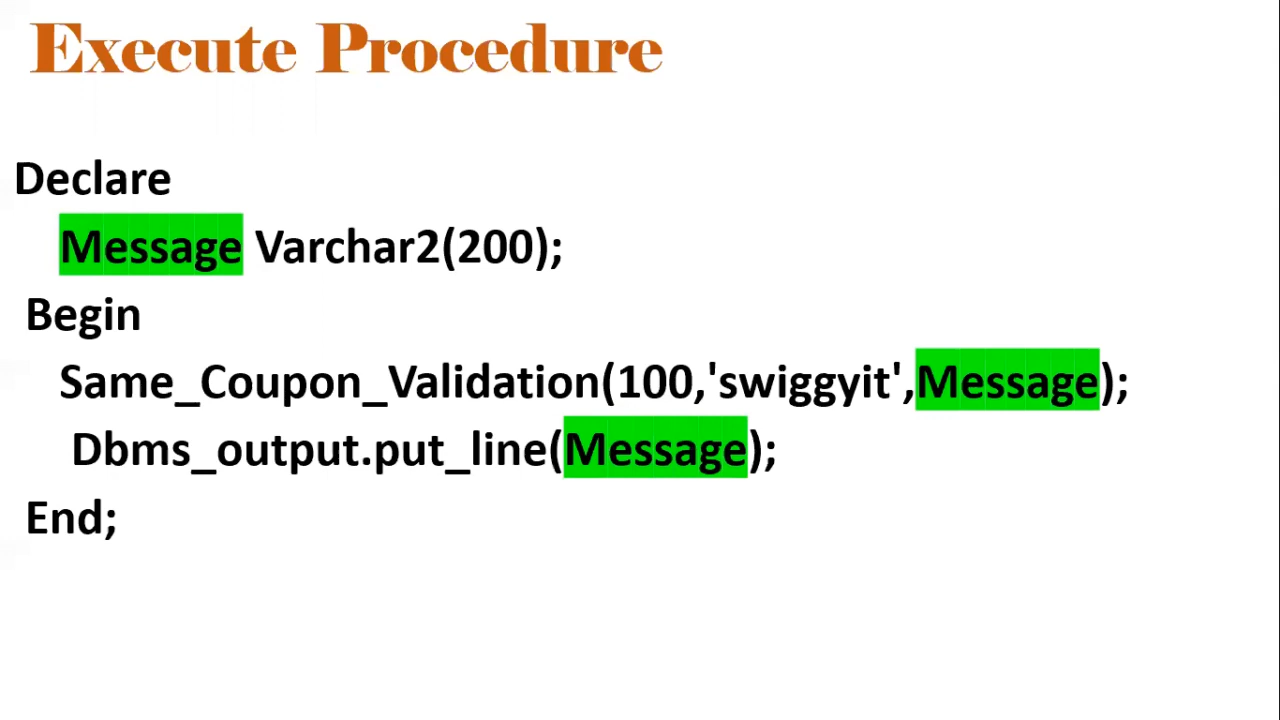 Execute Procedure
Declare
Message Varchar2(200);
Begin
Same_Coupon_Validation(100,'swiggyit',Message);
Dbms_output.put_line(Message);
End;